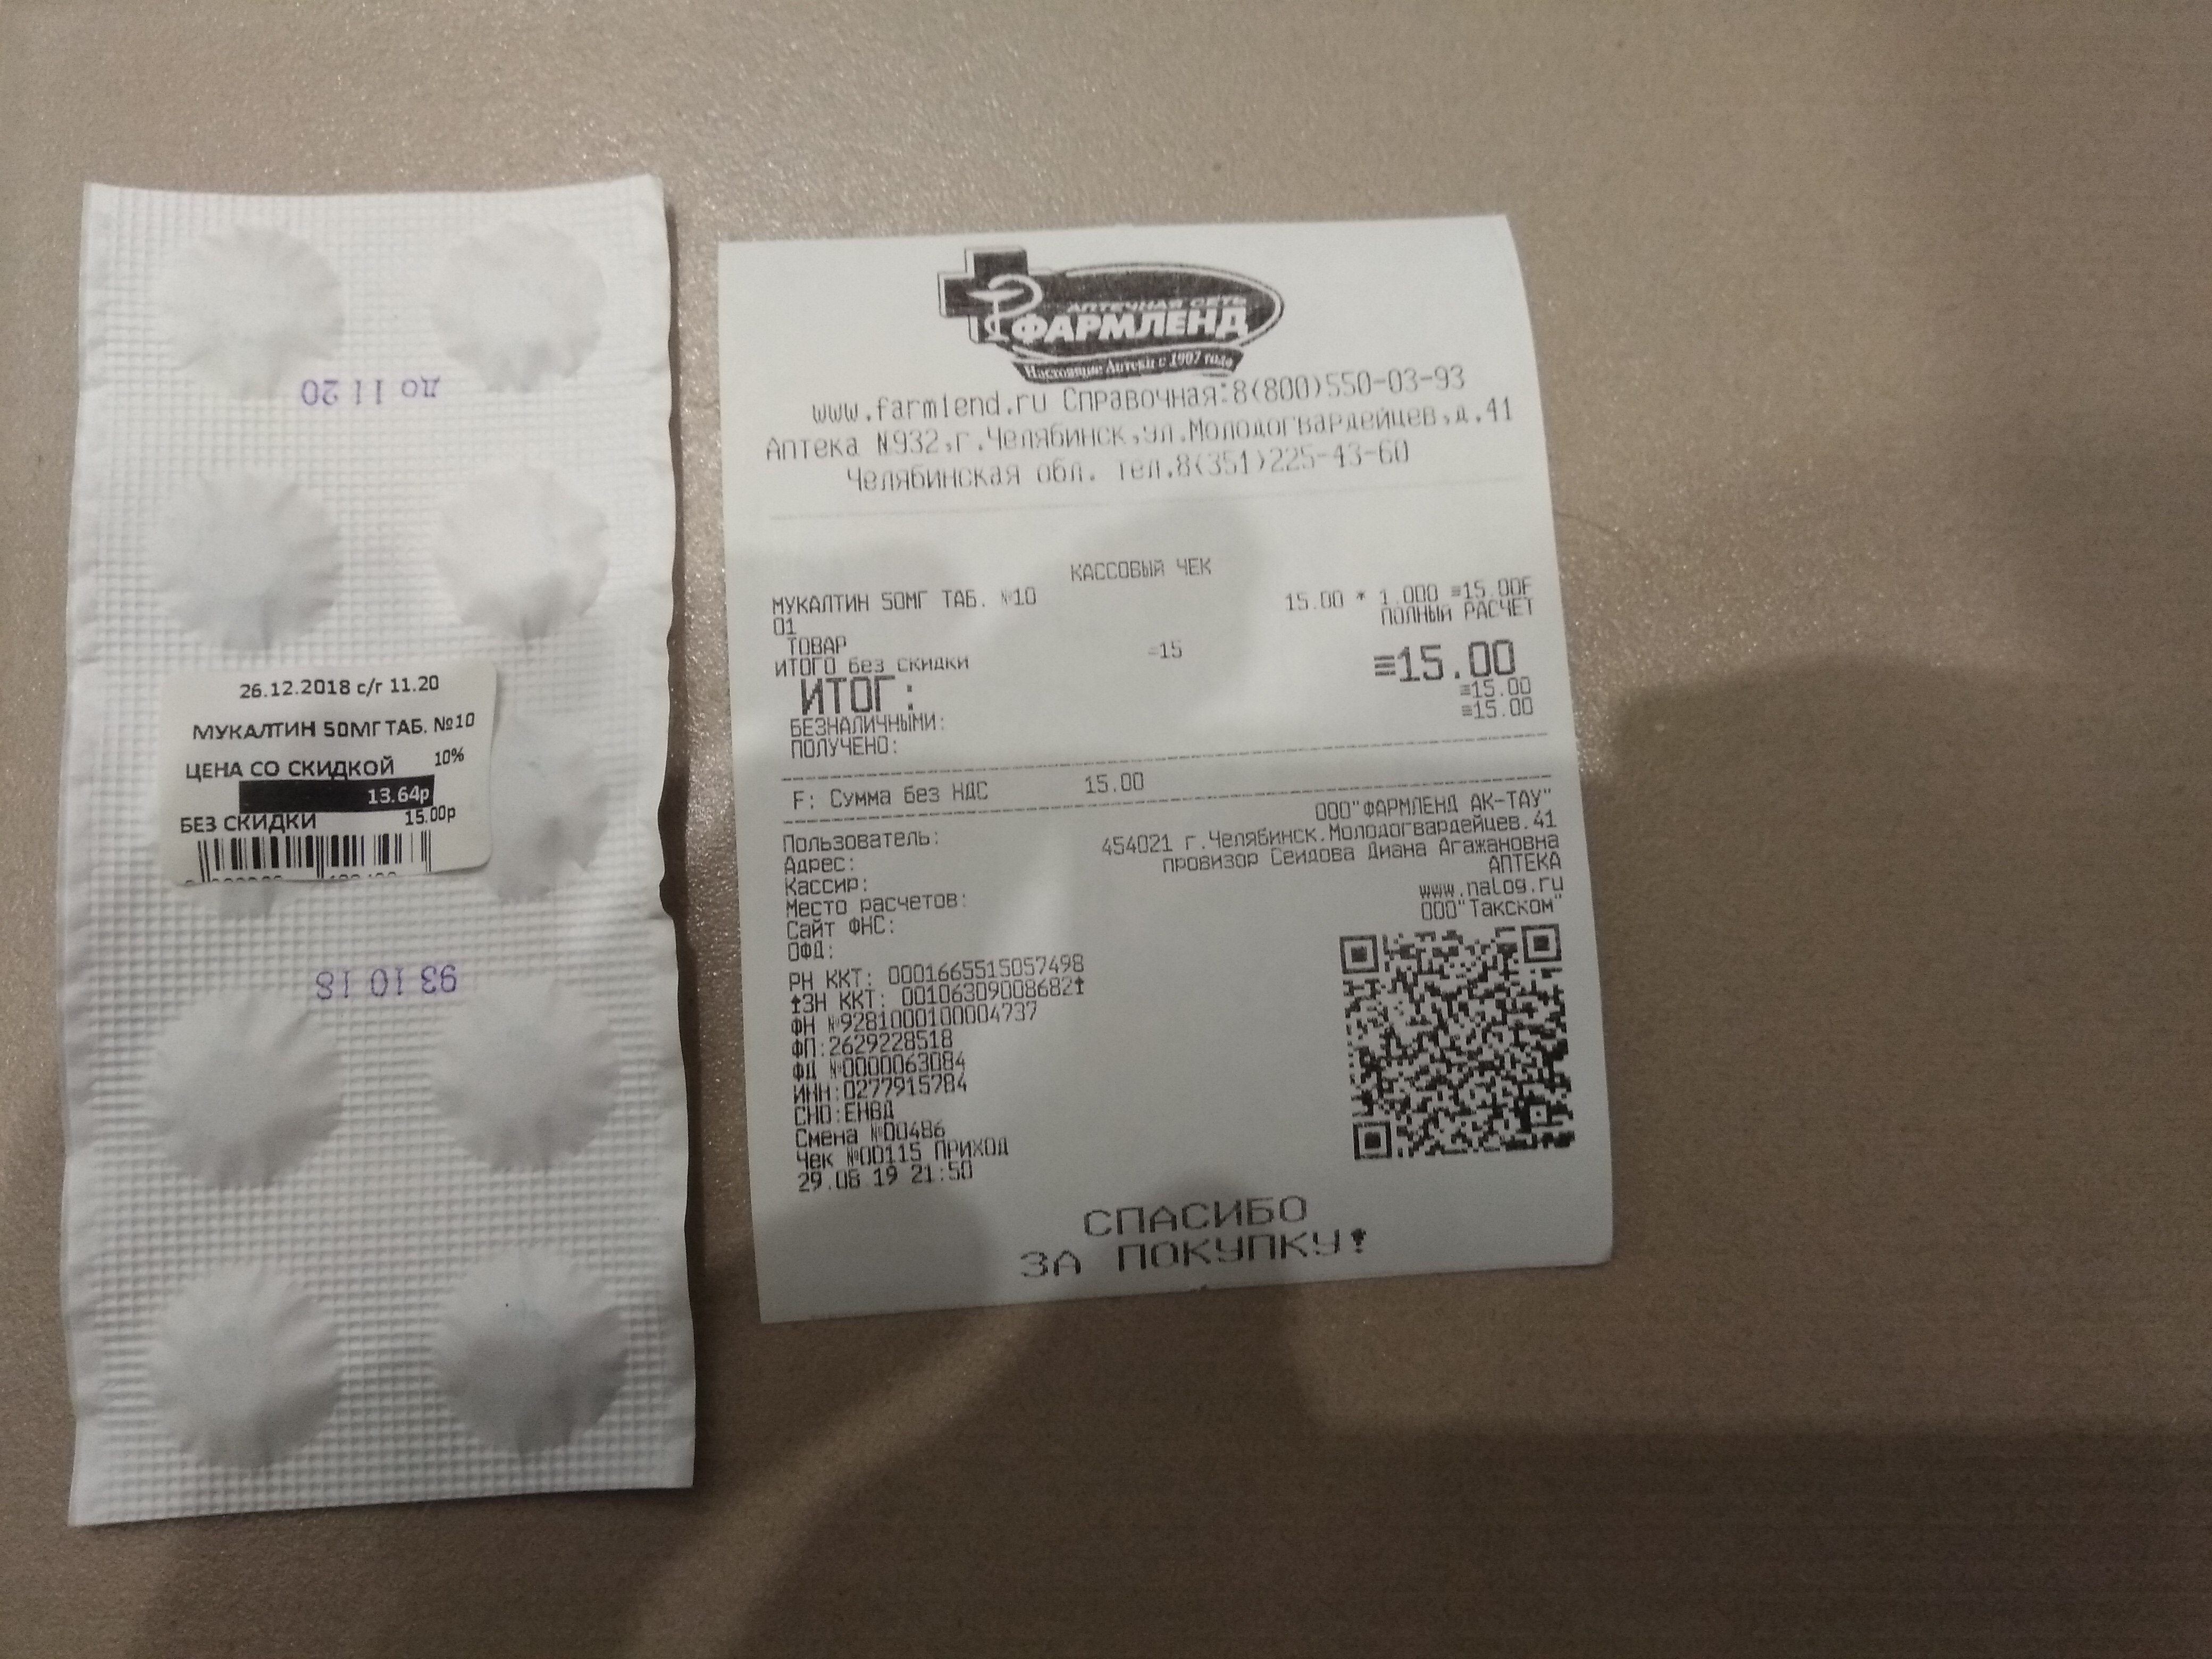 до 11 20
26.12.2018 с/г 11.20
МУКАЛТИН 50МГ ТАБ. №10
ЦЕНА СО СКИДКОЙ 10%
13.64р
БЕЗ СКИДКИ 15.00р
93 10 18
АПТЕЧНАЯ СЕТЬ
ФАРМЛЕНД
Настоящие Аптеки с 1997 года
www.farmlend.ru Справочная:8(800)550-03-93
Аптека №932,г.Челябинск,ул.Молодогвардейцев,д.41
Челябинская обл. тел.8(351)225-43-60
КАССОВЫЙ ЧЕК
МУКАЛТИН 50МГ ТАБ. №10 15.00 * 1.000 ≡15.00F
01 ПОЛНЫЙ РАСЧЕТ
ТОВАР
ИТОГО без скидки =15
ИТОГ: ≡15.00
БЕЗНАЛИЧНЫМИ: ≡15.00
ПОЛУЧЕНО: ≡15.00
F: Сумма без НДС 15.00
Пользователь: ООО"ФАРМЛЕНД АК-ТАУ"
Адрес: 454021 г.Челябинск.Молодогвардейцев.41
Кассир: провизор Сеидова Диана Агажановна
Место расчетов: АПТЕКА
Сайт ФНС: www.nalog.ru
ОФД: ООО"Такском"
РН ККТ: 0001665515057498
↑ЗН ККТ: 00106309008682↑
ФН №9281000100004737
ФП:2629228518
ФД №0000063084
ИНН:0277915784
СНО:ЕНВД
Смена №00486
Чек №00115 ПРИХОД
29.08.19 21:50
СПАСИБО
ЗА ПОКУПКУ!